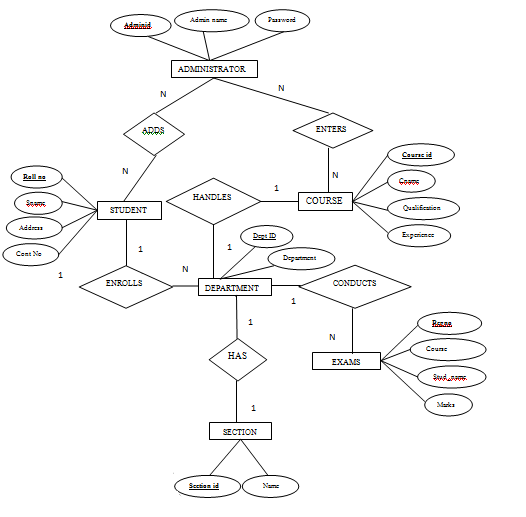 Adminid
Admin name
Password
ADMINISTRATOR
N
N
ADDS
ENTERS
Course id
N
N
Roll no
1
HANDLES
Cname
Sname
COURSE
STUDENT
Qualification
Address
Experience
Dept ID
1
1
Cont No
Department
1
N
ENROLLS
DEPARTMENT
CONDUCTS
1
1
N
Course
HAS
EXAMS
Stud_name
Marks
1
SECTION
Section id
Name